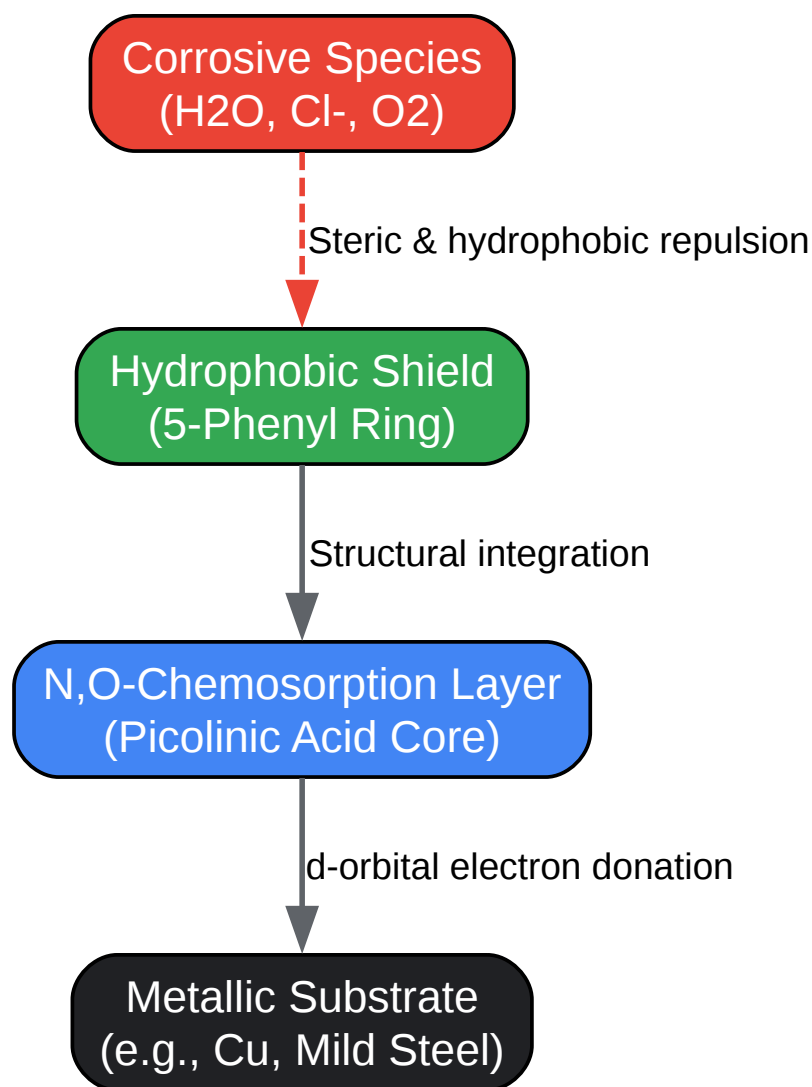 Corrosive Species
(H2O, Cl-, O2)
Steric & hydrophobic repulsion
Hydrophobic Shield
(5-Phenyl Ring)
Structural integration
N,O-Chemosorption Layer
(Picolinic Acid Core)
d-orbital electron donation
Metallic Substrate
(e.g., Cu, Mild Steel)